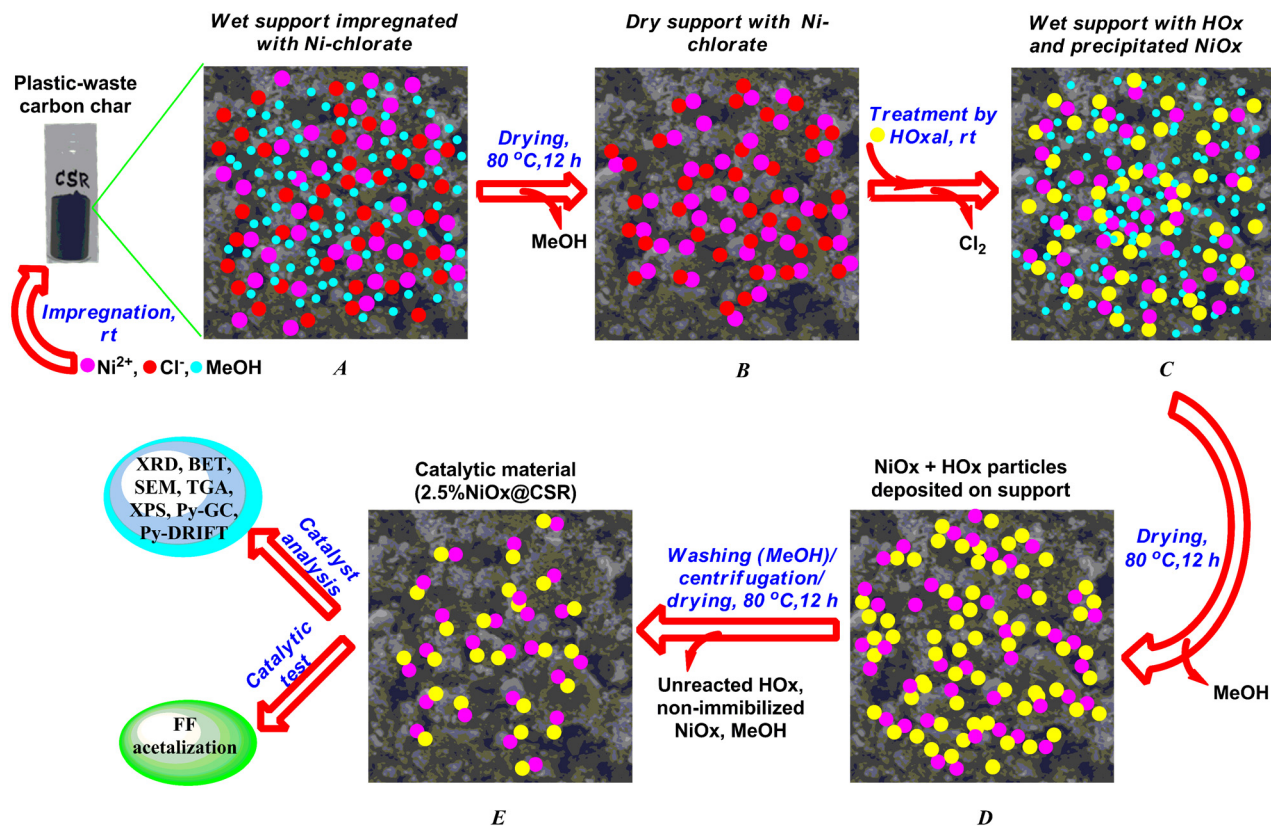 Wet support impregnated
with Ni-chlorate
Dry support with Ni-
chlorate
Wet support with HOx
and precipitated NiOx
Plastic-waste
carbon char
CSR
Drying,
80 °C,12 h
MeOH
Treatment by
HOxal, rt
Cl₂
Impregnation,
rt
Ni²⁺, Cl⁻, MeOH
A
B
C
XRD, BET,
SEM, TGA,
XPS, Py-GC,
Py-DRIFT
Catalyst
analysis
Catalytic
test
FF
acetalization
Catalytic material
(2.5%NiOx@CSR)
Washing (MeOH)/
centrifugation/
drying, 80 °C,12 h
Unreacted HOx,
non-immibilized
NiOx, MeOH
NiOx + HOx particles
deposited on support
Drying,
80 °C,12 h
MeOH
E
D